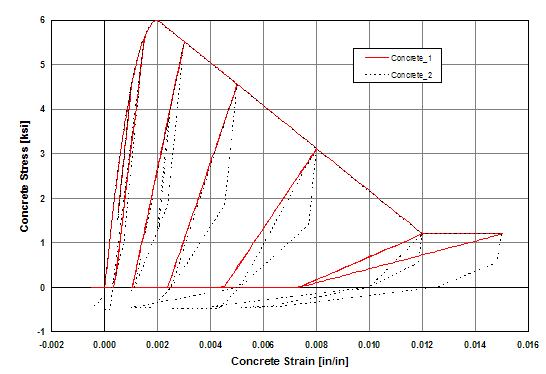 6
5
4
3
2
1
0
-1
Concrete Stress [ksi]
Concrete_1
Concrete_2
-0.002 0.000 0.002 0.004 0.006 0.008 0.010 0.012 0.014 0.016
Concrete Strain [in/in]